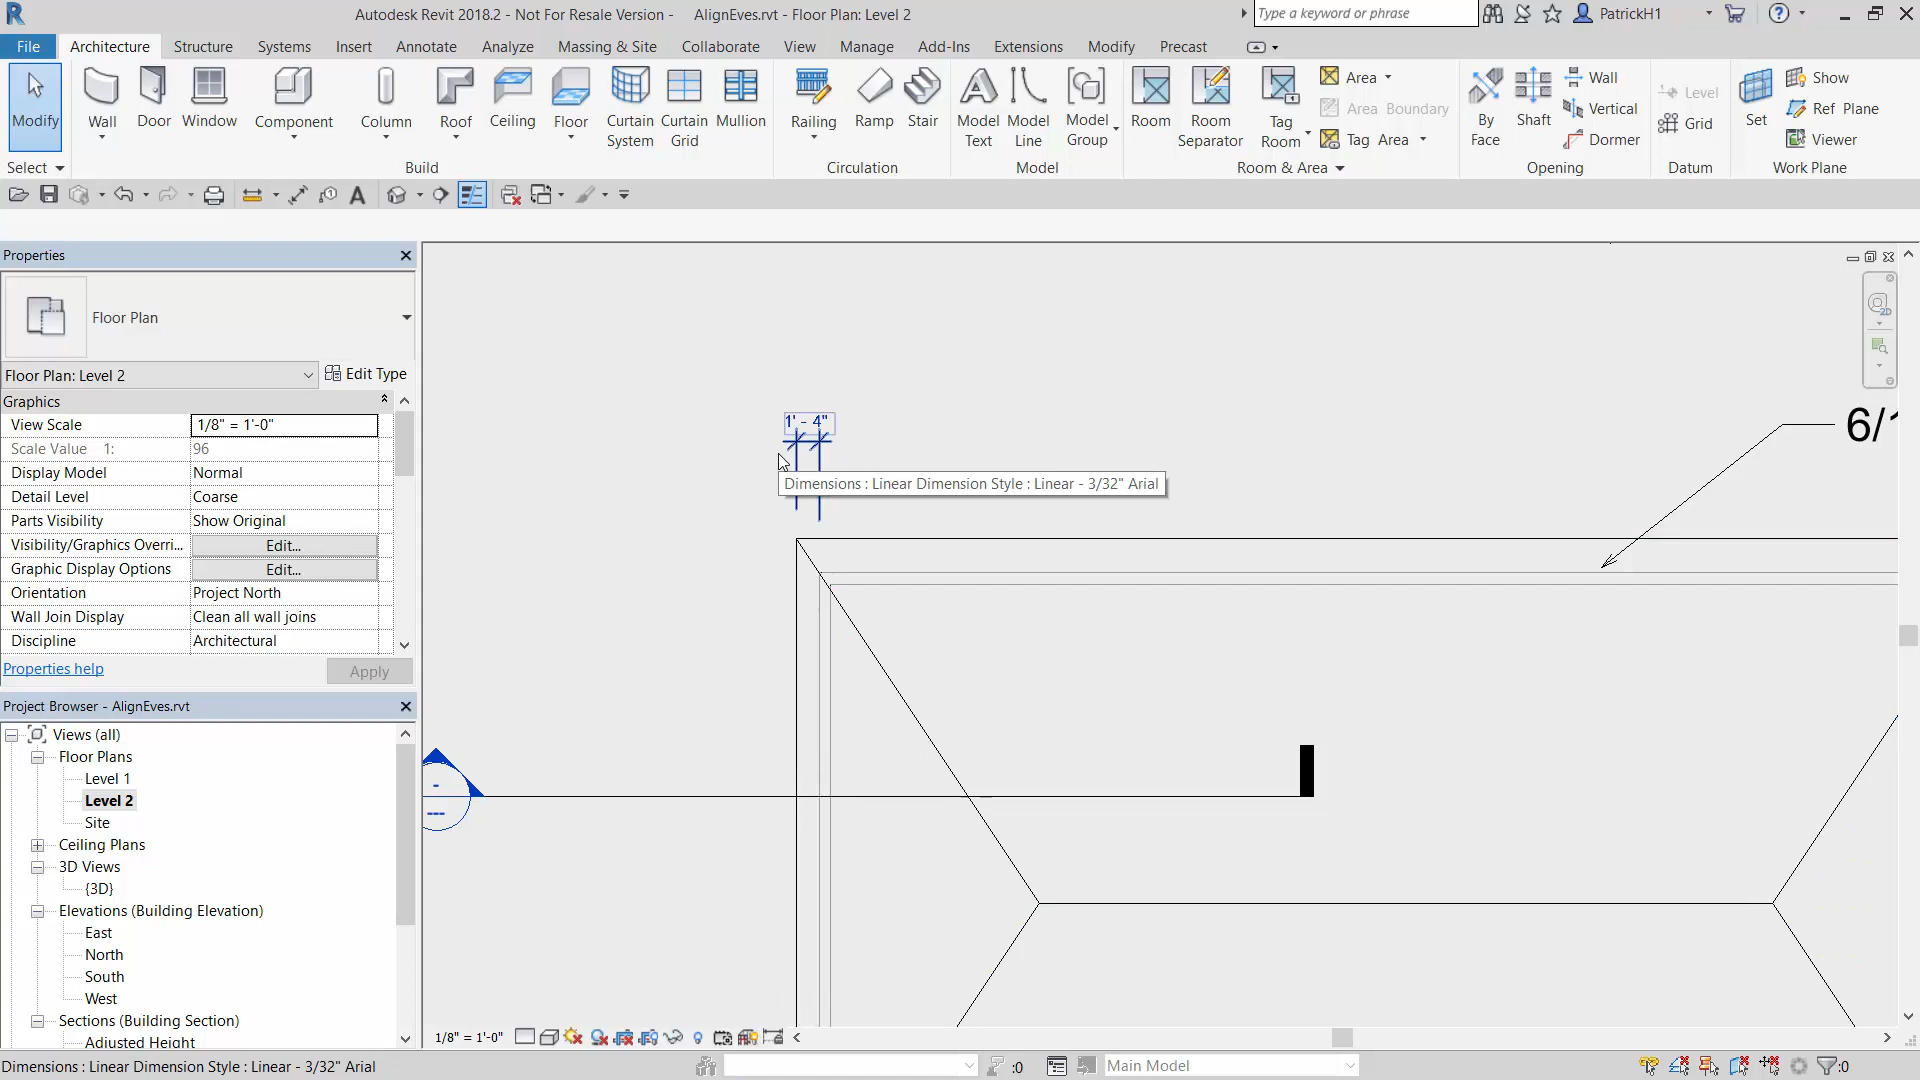 Autodesk Revit 2018.2 - Not For Resale Version - AlignEves.rvt - Floor Plan: Level 2
Type a keyword or phrase
PatrickH1
File Architecture Structure Systems Insert Annotate Analyze Massing & Site Collaborate View Manage Add-Ins Extensions Modify Precast
Modify
Wall
Door
Window
Component
Column
Roof
Ceiling
Floor
Curtain System
Curtain Grid
Mullion
Railing
Ramp
Stair
Model Text
Model Line
Model Group
Room
Room Separator
Tag Room
Area
Area Boundary
Tag Area
By Face
Shaft
Wall
Vertical
Dormer
Level
Grid
Set
Show
Ref Plane
Viewer
Select
Build
Circulation
Model
Room & Area
Opening
Datum
Work Plane
Properties
Floor Plan
Floor Plan: Level 2
Edit Type
Graphics
View Scale 1/8" = 1'-0"
Scale Value 1: 96
Display Model Normal
Detail Level Coarse
Parts Visibility Show Original
Visibility/Graphics Overri... Edit...
Graphic Display Options Edit...
Orientation Project North
Wall Join Display Clean all wall joins
Discipline Architectural
Properties help
Apply
Project Browser - AlignEves.rvt
Views (all)
Floor Plans
Level 1
Level 2
Site
Ceiling Plans
3D Views
{3D}
Elevations (Building Elevation)
East
North
South
West
Sections (Building Section)
Adjusted Height
1' - 4"
Dimensions : Linear Dimension Style : Linear - 3/32" Arial
6/1
2D
-
---
1/8" = 1'-0"
Dimensions : Linear Dimension Style : Linear - 3/32" Arial
:0
Main Model
:0